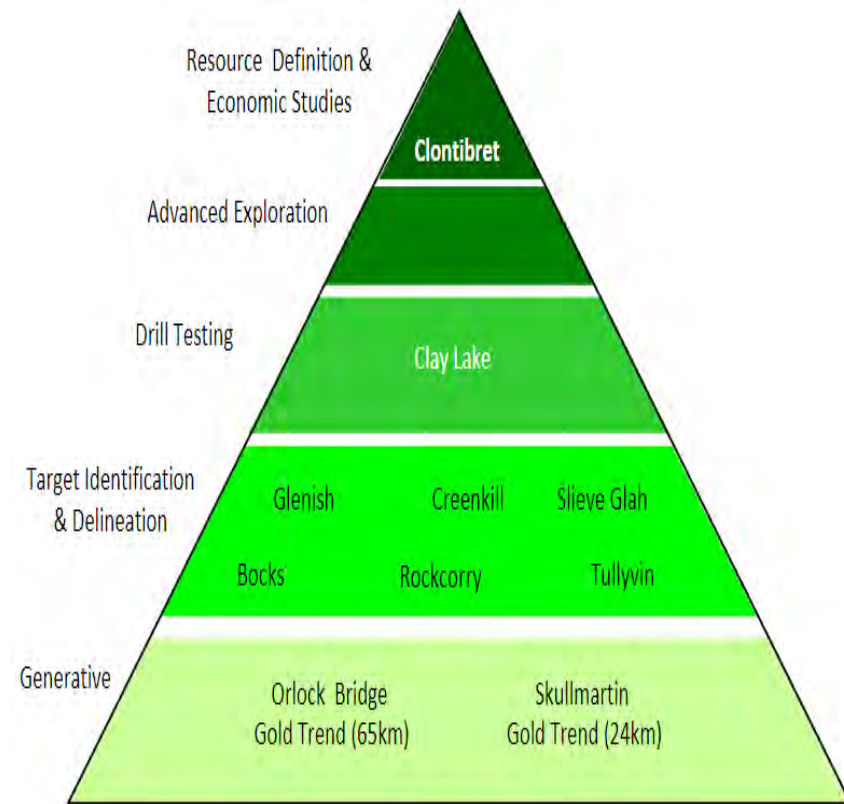 Resource Definition &
Economic Studies
Clontibret
Advanced Exploration
Drill Testing
Clay Lake
Target Identification
& Delineation
Glenish Creenkill Slieve Glah
Bocks Rockcorry Tullyvin
Generative
Orlock Bridge Skullmartin
Gold Trend (65km) Gold Trend (24km)